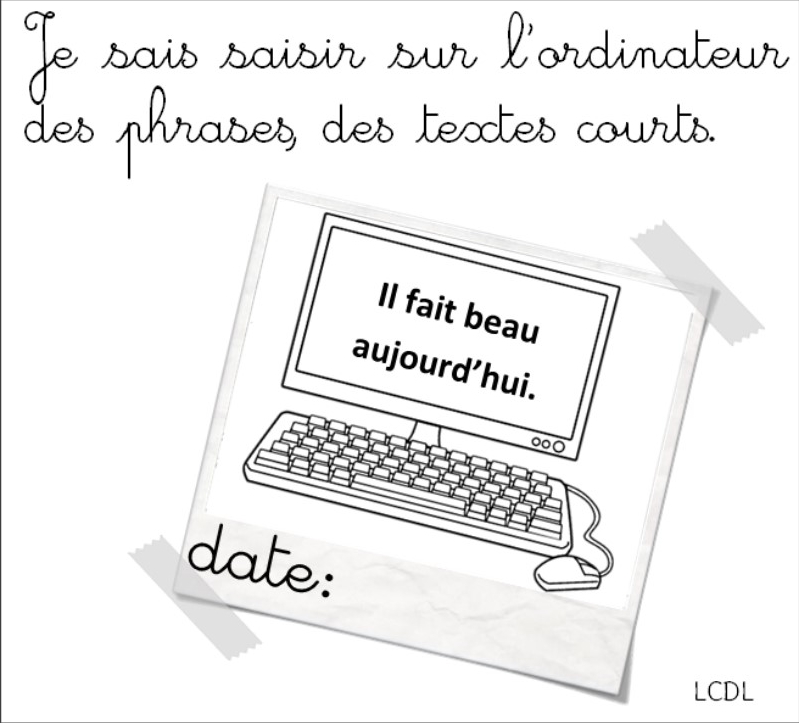 Je sais saisir sur l'ordinateur
des phrases, des textes courts.
Il fait beau
aujourd'hui.
date:
LCDL